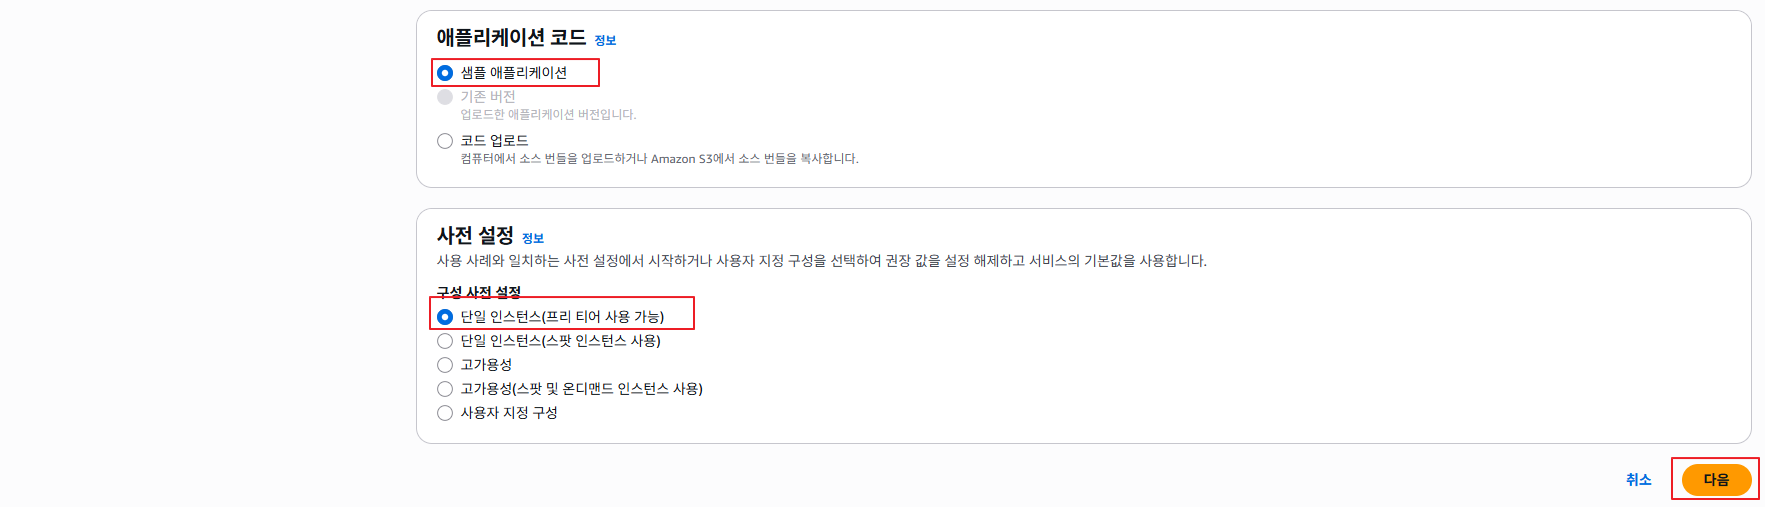 애플리케이션 코드 정보
샘플 애플리케이션
기존 버전
업로드한 애플리케이션 버전입니다.
코드 업로드
컴퓨터에서 소스 번들을 업로드하거나 Amazon S3에서 소스 번들을 복사합니다.
사전 설정 정보
사용 사례와 일치하는 사전 설정에서 시작하거나 사용자 지정 구성을 선택하여 권장 값을 설정 해제하고 서비스의 기본값을 사용합니다.
구성 사전 설정
단일 인스턴스(프리 티어 사용 가능)
단일 인스턴스(스팟 인스턴스 사용)
고가용성
고가용성(스팟 및 온디맨드 인스턴스 사용)
사용자 지정 구성
취소 다음